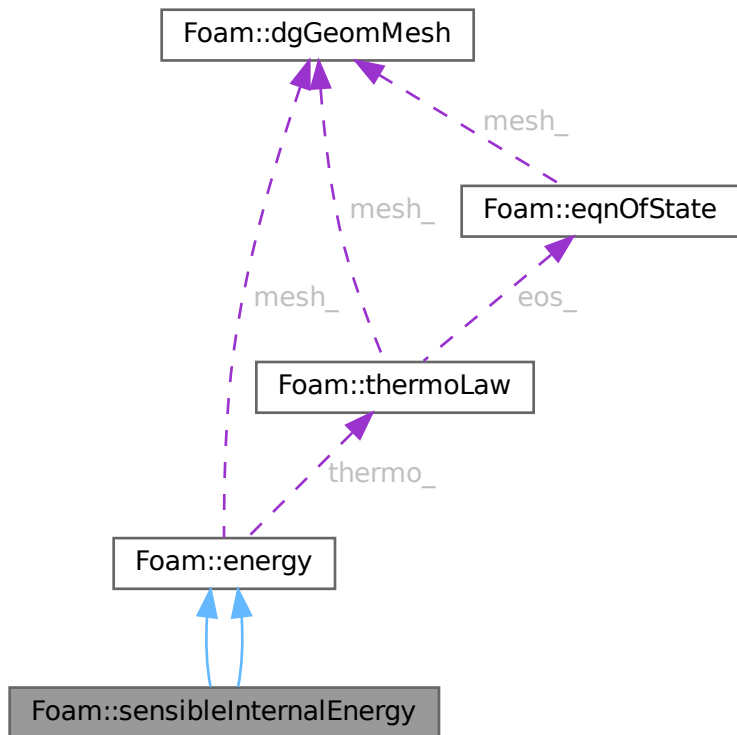 Foam::dgGeomMesh
mesh_
Foam::eqnOfState
mesh_
mesh_
eos_
Foam::thermoLaw
thermo_
Foam::energy
Foam::sensibleInternalEnergy